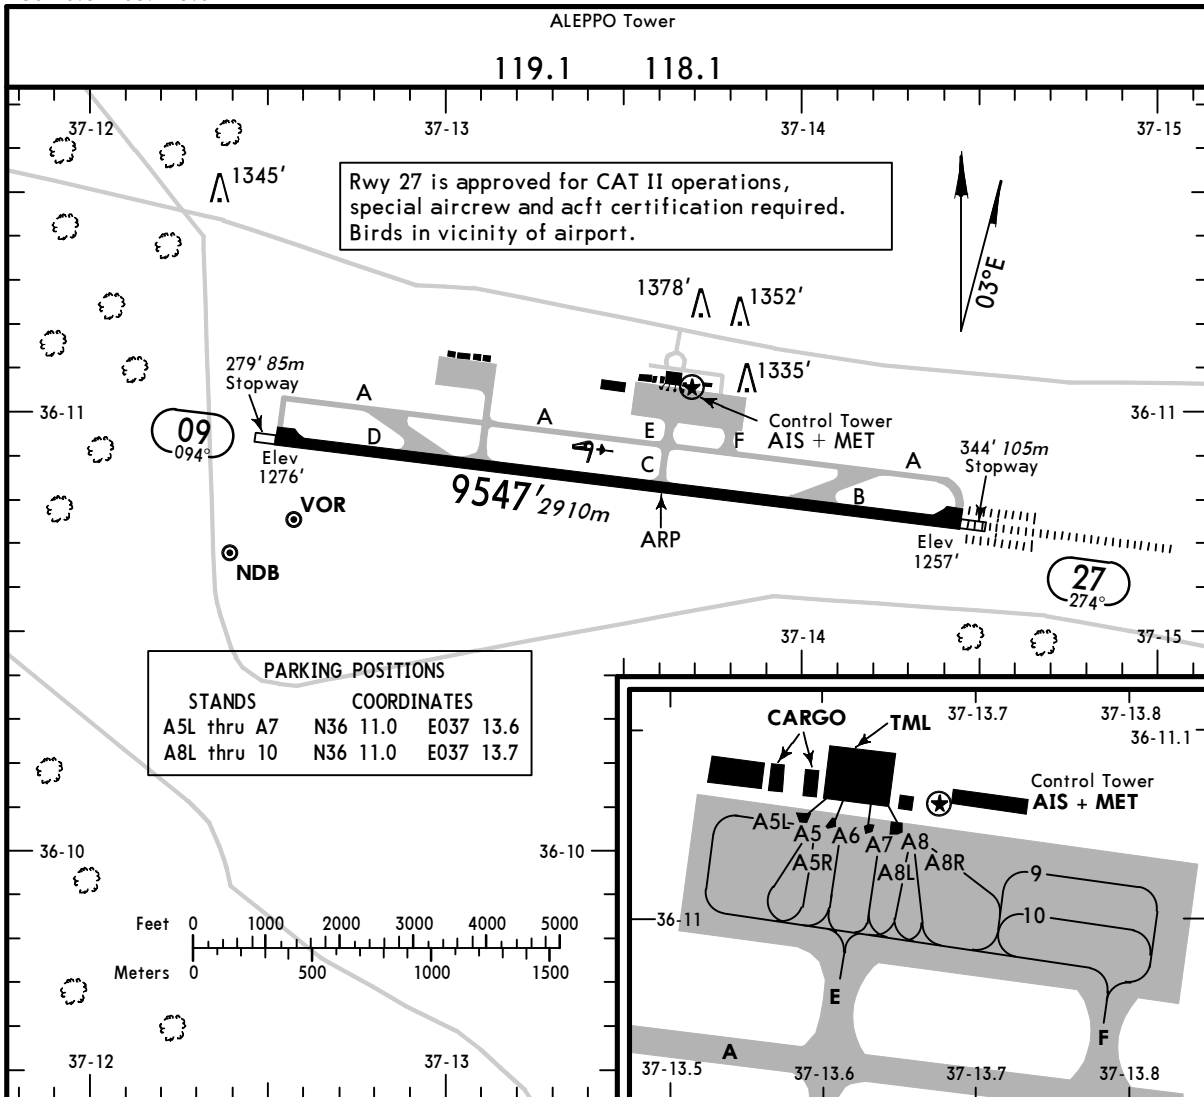 ALEPPO Tower
119.1 118.1
37-12 37-13 37-14 37-15
1345'
Rwy 27 is approved for CAT II operations,
special aircrew and acft certification required.
Birds in vicinity of airport.
03°E
1378' 1352'
279' 85m
Stopway
1335'
36-11 A A 36-11
09
094°
D E F
Control Tower
AIS + MET
Elev
1276'
C A
344' 105m
Stopway
9547' 2910m
B
VOR
ARP
Elev
1257'
NDB
27
274°
37-14 37-15
PARKING POSITIONS
STANDS COORDINATES
A5L thru A7 N36 11.0 E037 13.6
A8L thru 10 N36 11.0 E037 13.7
CARGO TML 37-13.7 37-13.8
36-11.1
Control Tower
AIS + MET
A5L A5 A6 A7 A8
A5R A8L A8R 9
36-10 36-10
10
36-11
Feet 0 1000 2000 3000 4000 5000
Meters 0 500 1000 1500
E
F
A
37-12 37-13
37-13.5 37-13.6 37-13.7 37-13.8